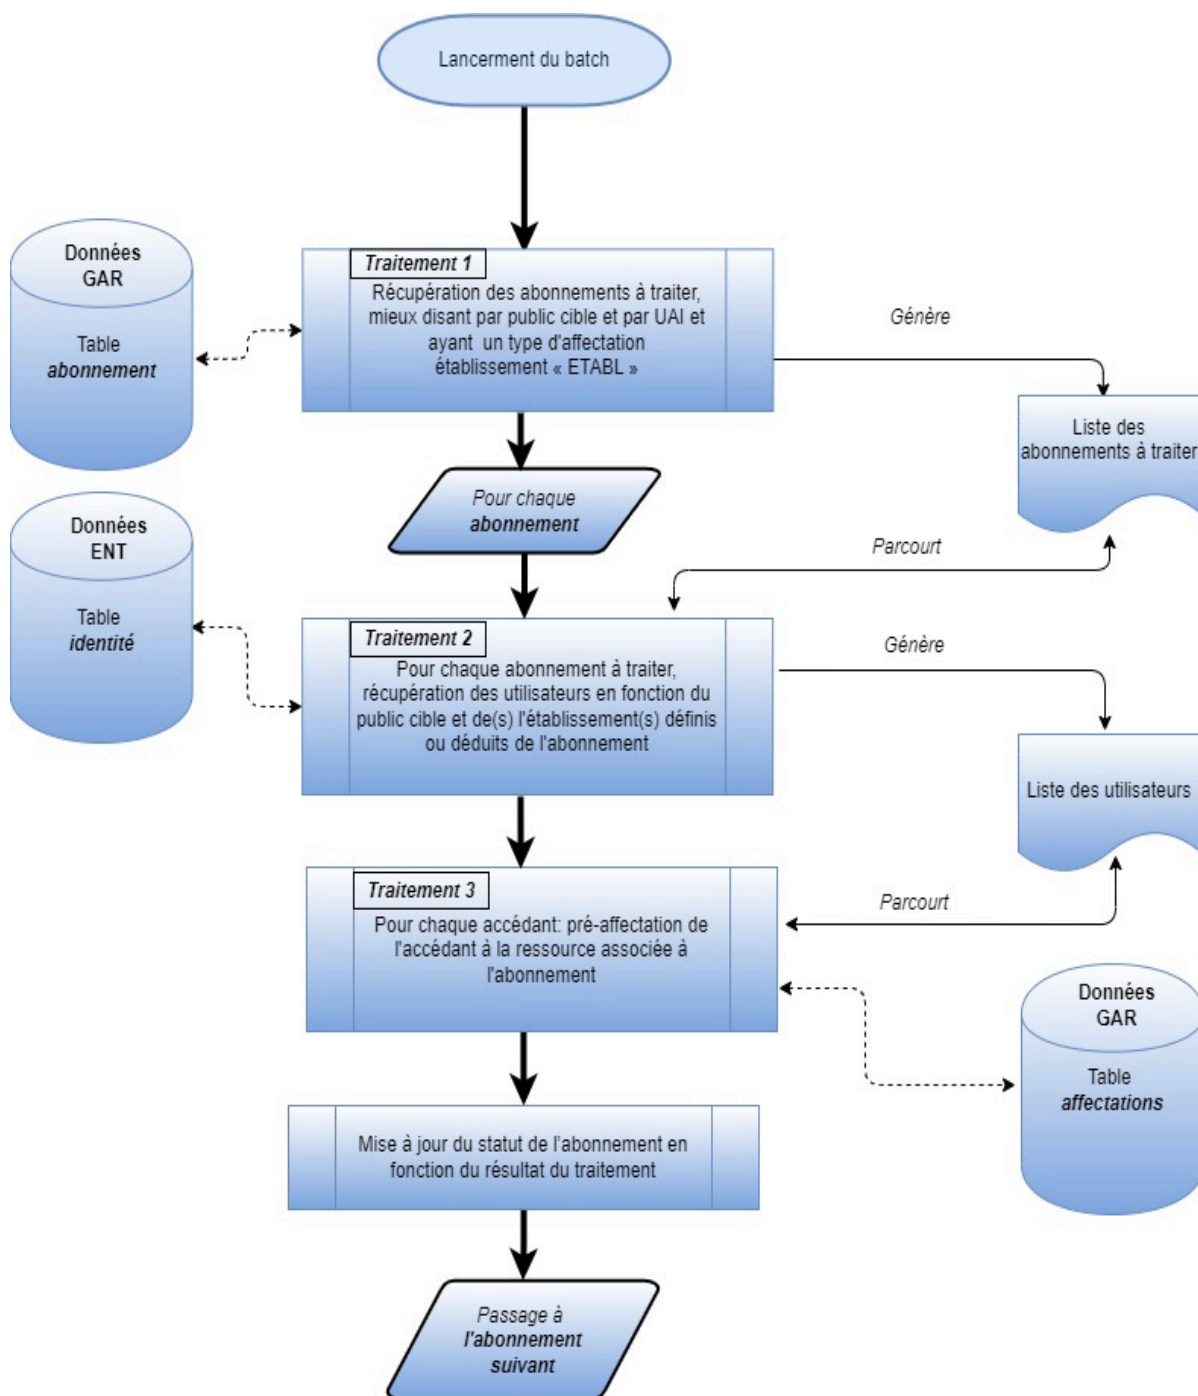 Lancerment du batch
Données
GAR
Table
abonnement
Traitement 1
Récupération des abonnements à traiter,
mieux disant par public cible et par UAI et
ayant un type d'affectation
établissement « ETABL »
Génère
Liste des
abonnements à traiter
Pour chaque
abonnement
Parcourt
Données
ENT
Table
identité
Traitement 2
Pour chaque abonnement à traiter,
récupération des utilisateurs en fonction du
public cible et de(s) l'établissement(s) définis
ou déduits de l'abonnement
Génère
Liste des utilisateurs
Parcourt
Traitement 3
Pour chaque accédant: pré-affectation de
l'accédant à la ressource associée à
l'abonnement
Données
GAR
Table
affectations
Mise à jour du statut de l'abonnement en
fonction du résultat du traitement
Passage à
l'abonnement
suivant